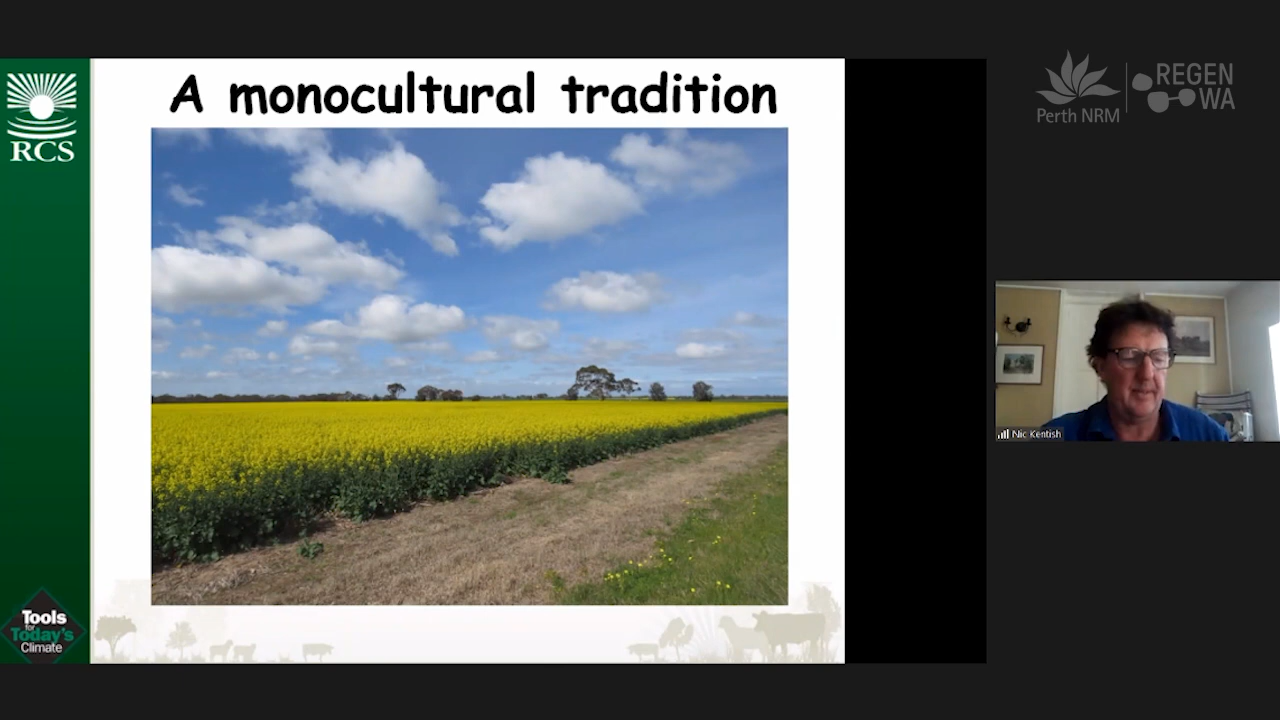 A monocultural tradition
RCS
Tools
for
Today's
Climate
Perth NRM
REGEN
WA
Nic Kentish